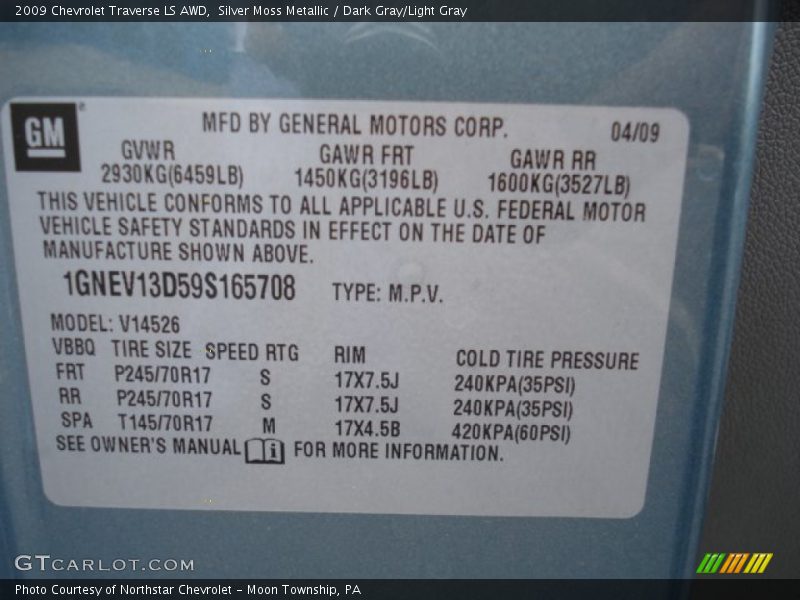 2009 Chevrolet Traverse LS AWD,  Silver Moss Metallic / Dark Gray/Light Gray
GM
MFD BY GENERAL MOTORS CORP. 04/09
GVWR GAWR FRT GAWR RR
2930KG(6459LB) 1450KG(3196LB) 1600KG(3527LB)
THIS VEHICLE CONFORMS TO ALL APPLICABLE U.S. FEDERAL MOTOR
VEHICLE SAFETY STANDARDS IN EFFECT ON THE DATE OF
MANUFACTURE SHOWN ABOVE.
1GNEV13D59S165708 TYPE: M.P.V.
MODEL: V14526
VBBQ TIRE SIZE SPEED RTG RIM COLD TIRE PRESSURE
FRT P245/70R17 S 17X7.5J 240KPA(35PSI)
RR P245/70R17 S 17X7.5J 240KPA(35PSI)
SPA T145/70R17 M 17X4.5B 420KPA(60PSI)
SEE OWNER'S MANUAL i FOR MORE INFORMATION.
GTCARLOT.COM
Photo Courtesy of Northstar Chevrolet - Moon Township, PA